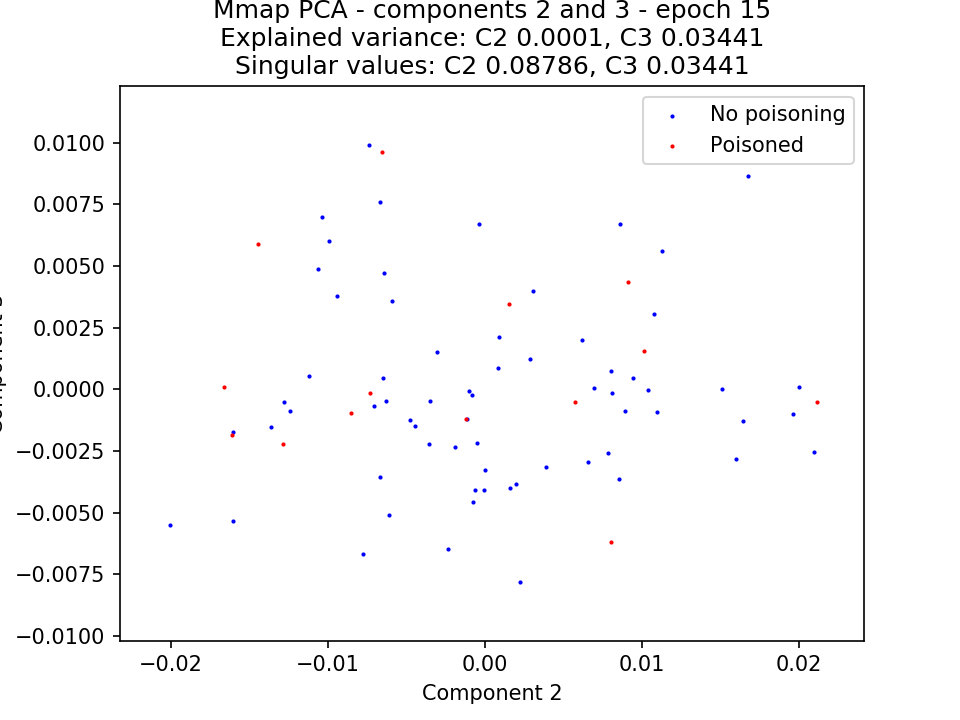 Mmap PCA - components 2 and 3 - epoch 15
Explained variance: C2 0.0001, C3 0.03441
Singular values: C2 0.08786, C3 0.03441
No poisoning
Poisoned
0.0100
0.0075
0.0050
0.0025
0.0000
−0.0025
−0.0050
−0.0075
−0.0100
−0.02
−0.01
0.00
0.01
0.02
Component 2